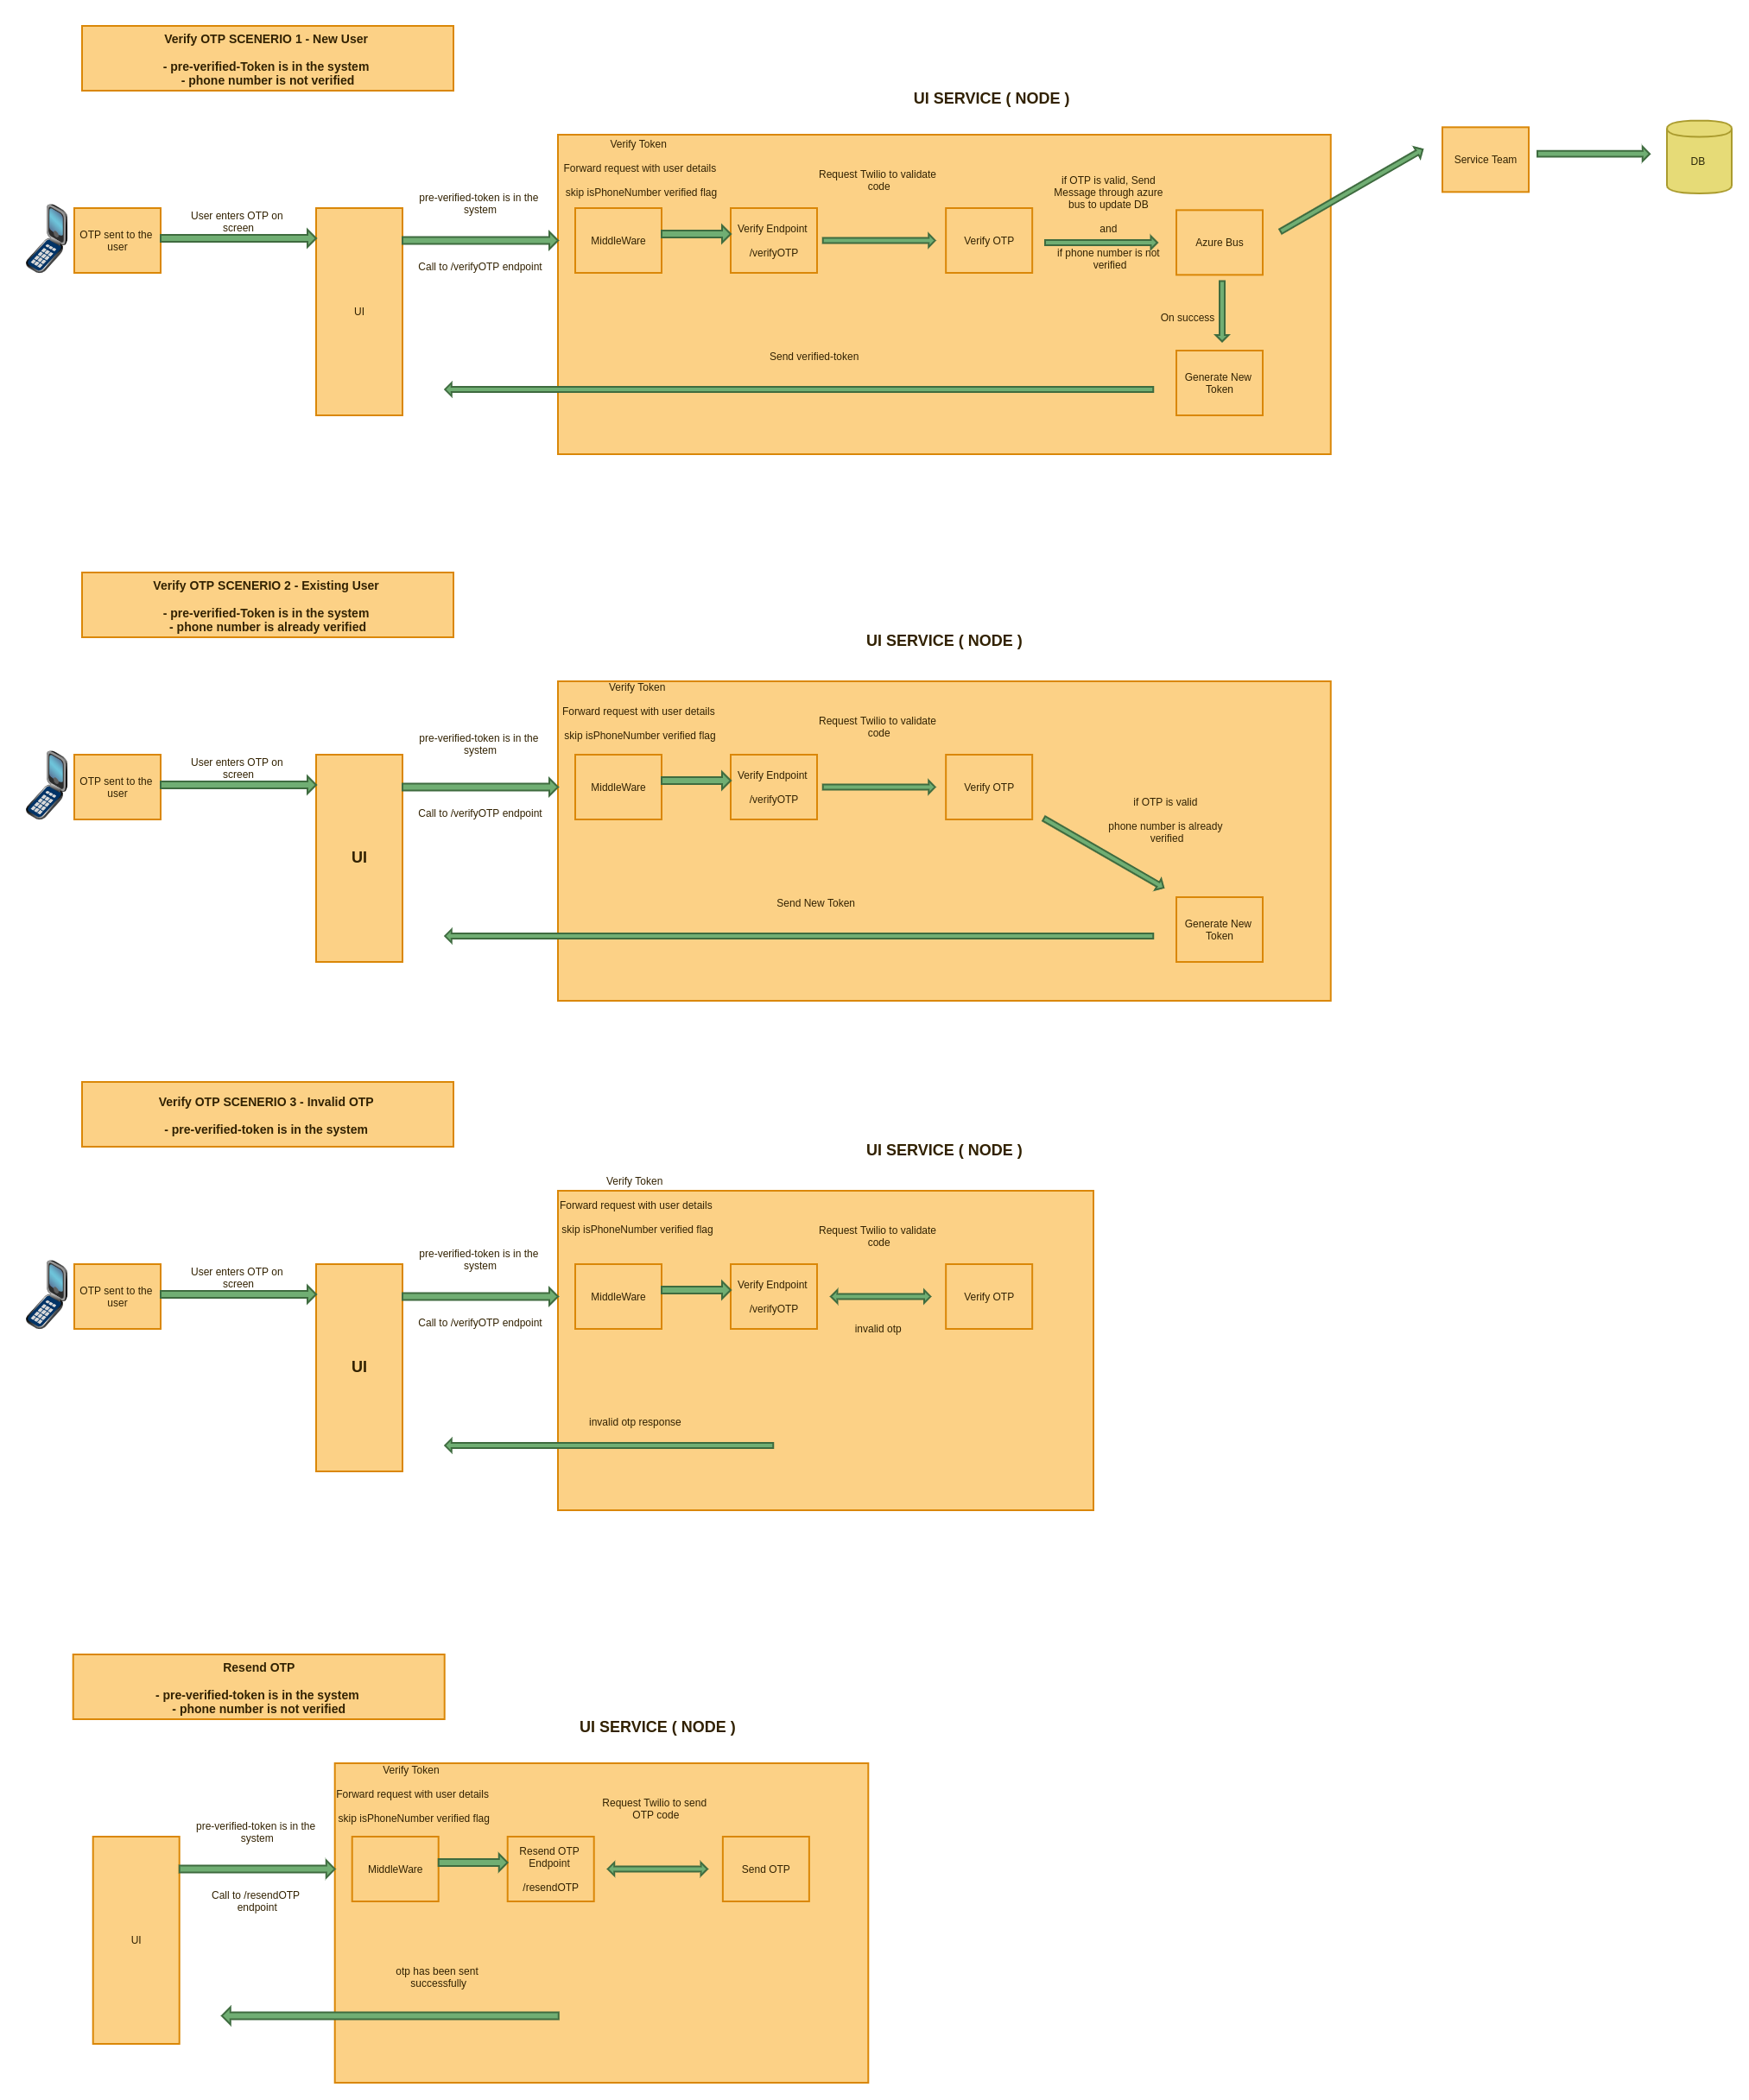 Verify OTP SCENERIO 1 - New User
- pre-verified-Token is in the system
- phone number is not verified
UI SERVICE ( NODE )
Verify Token
Forward request with user details
skip isPhoneNumber verified flag
Request Twilio to validate
code
if OTP is valid, Send
Message through azure
bus to update DB
and
if phone number is not
verified
Service Team
DB
OTP sent to the
user
User enters OTP on
screen
UI
pre-verified-token is in the
system
Call to /verifyOTP endpoint
MiddleWare
Verify Endpoint
/verifyOTP
Verify OTP
Azure Bus
On success
Send verified-token
Generate New
Token
Verify OTP SCENERIO 2 - Existing User
- pre-verified-Token is in the system
- phone number is already verified
UI SERVICE ( NODE )
Verify Token
Forward request with user details
skip isPhoneNumber verified flag
Request Twilio to validate
code
OTP sent to the
user
User enters OTP on
screen
UI
pre-verified-token is in the
system
Call to /verifyOTP endpoint
MiddleWare
Verify Endpoint
/verifyOTP
Verify OTP
if OTP is valid
phone number is already
verified
Send New Token
Generate New
Token
Verify OTP SCENERIO 3 - Invalid OTP
- pre-verified-token is in the system
UI SERVICE ( NODE )
Verify Token
Forward request with user details
skip isPhoneNumber verified flag
Request Twilio to validate
code
OTP sent to the
user
User enters OTP on
screen
UI
pre-verified-token is in the
system
Call to /verifyOTP endpoint
MiddleWare
Verify Endpoint
/verifyOTP
invalid otp
Verify OTP
invalid otp response
Resend OTP
- pre-verified-token is in the system
- phone number is not verified
UI SERVICE ( NODE )
Verify Token
Forward request with user details
skip isPhoneNumber verified flag
Request Twilio to send
OTP code
pre-verified-token is in the
system
Call to /resendOTP
endpoint
UI
MiddleWare
Resend OTP
Endpoint
/resendOTP
Send OTP
otp has been sent
successfully